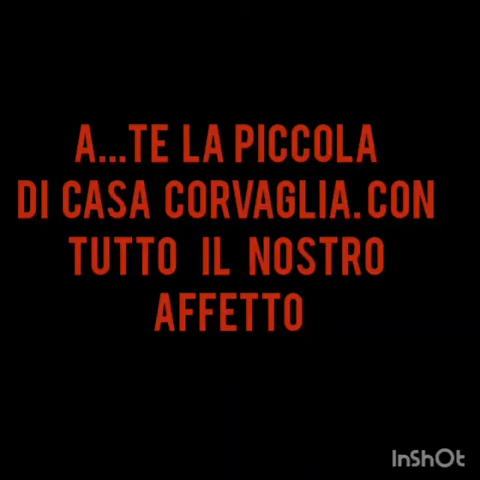 A...TE LA PICCOLA
DI CASA CORVAGLIA. CON
TUTTO IL NOSTRO
AFFETTO
InShOt